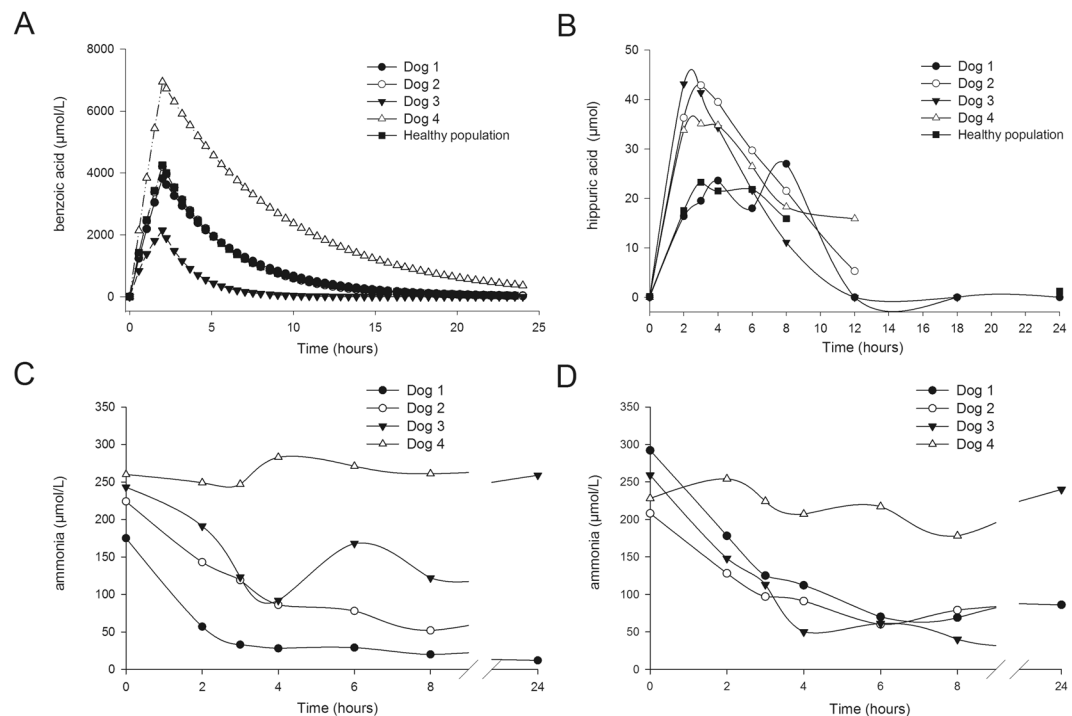 A
benzoic acid (µmol/L)
8000
6000
4000
2000
0
0 5 10 15 20 25
Time (hours)
Dog 1
Dog 2
Dog 3
Dog 4
Healthy population
B
hippuric acid (µmol)
50
40
30
20
10
0
0 2 4 6 8 10 12 14 16 18 20 22 24
Time (hours)
Dog 1
Dog 2
Dog 3
Dog 4
Healthy population
C
ammonia (µmol/L)
350
300
250
200
150
100
50
0
0 2 4 6 8 24
Time (hours)
Dog 1
Dog 2
Dog 3
Dog 4
D
ammonia (µmol/L)
350
300
250
200
150
100
50
0
0 2 4 6 8 24
Time (hours)
Dog 1
Dog 2
Dog 3
Dog 4